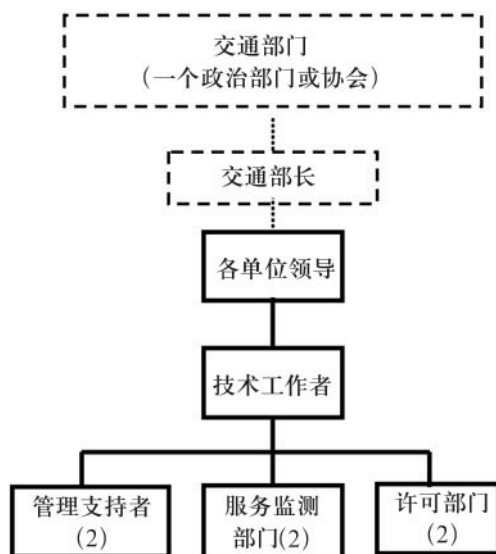 交通部门
（一个政治部门或协会）
交通部长
各单位领导
技术工作者
管理支持者
(2)
服务监测
部门(2)
许可部门
(2)